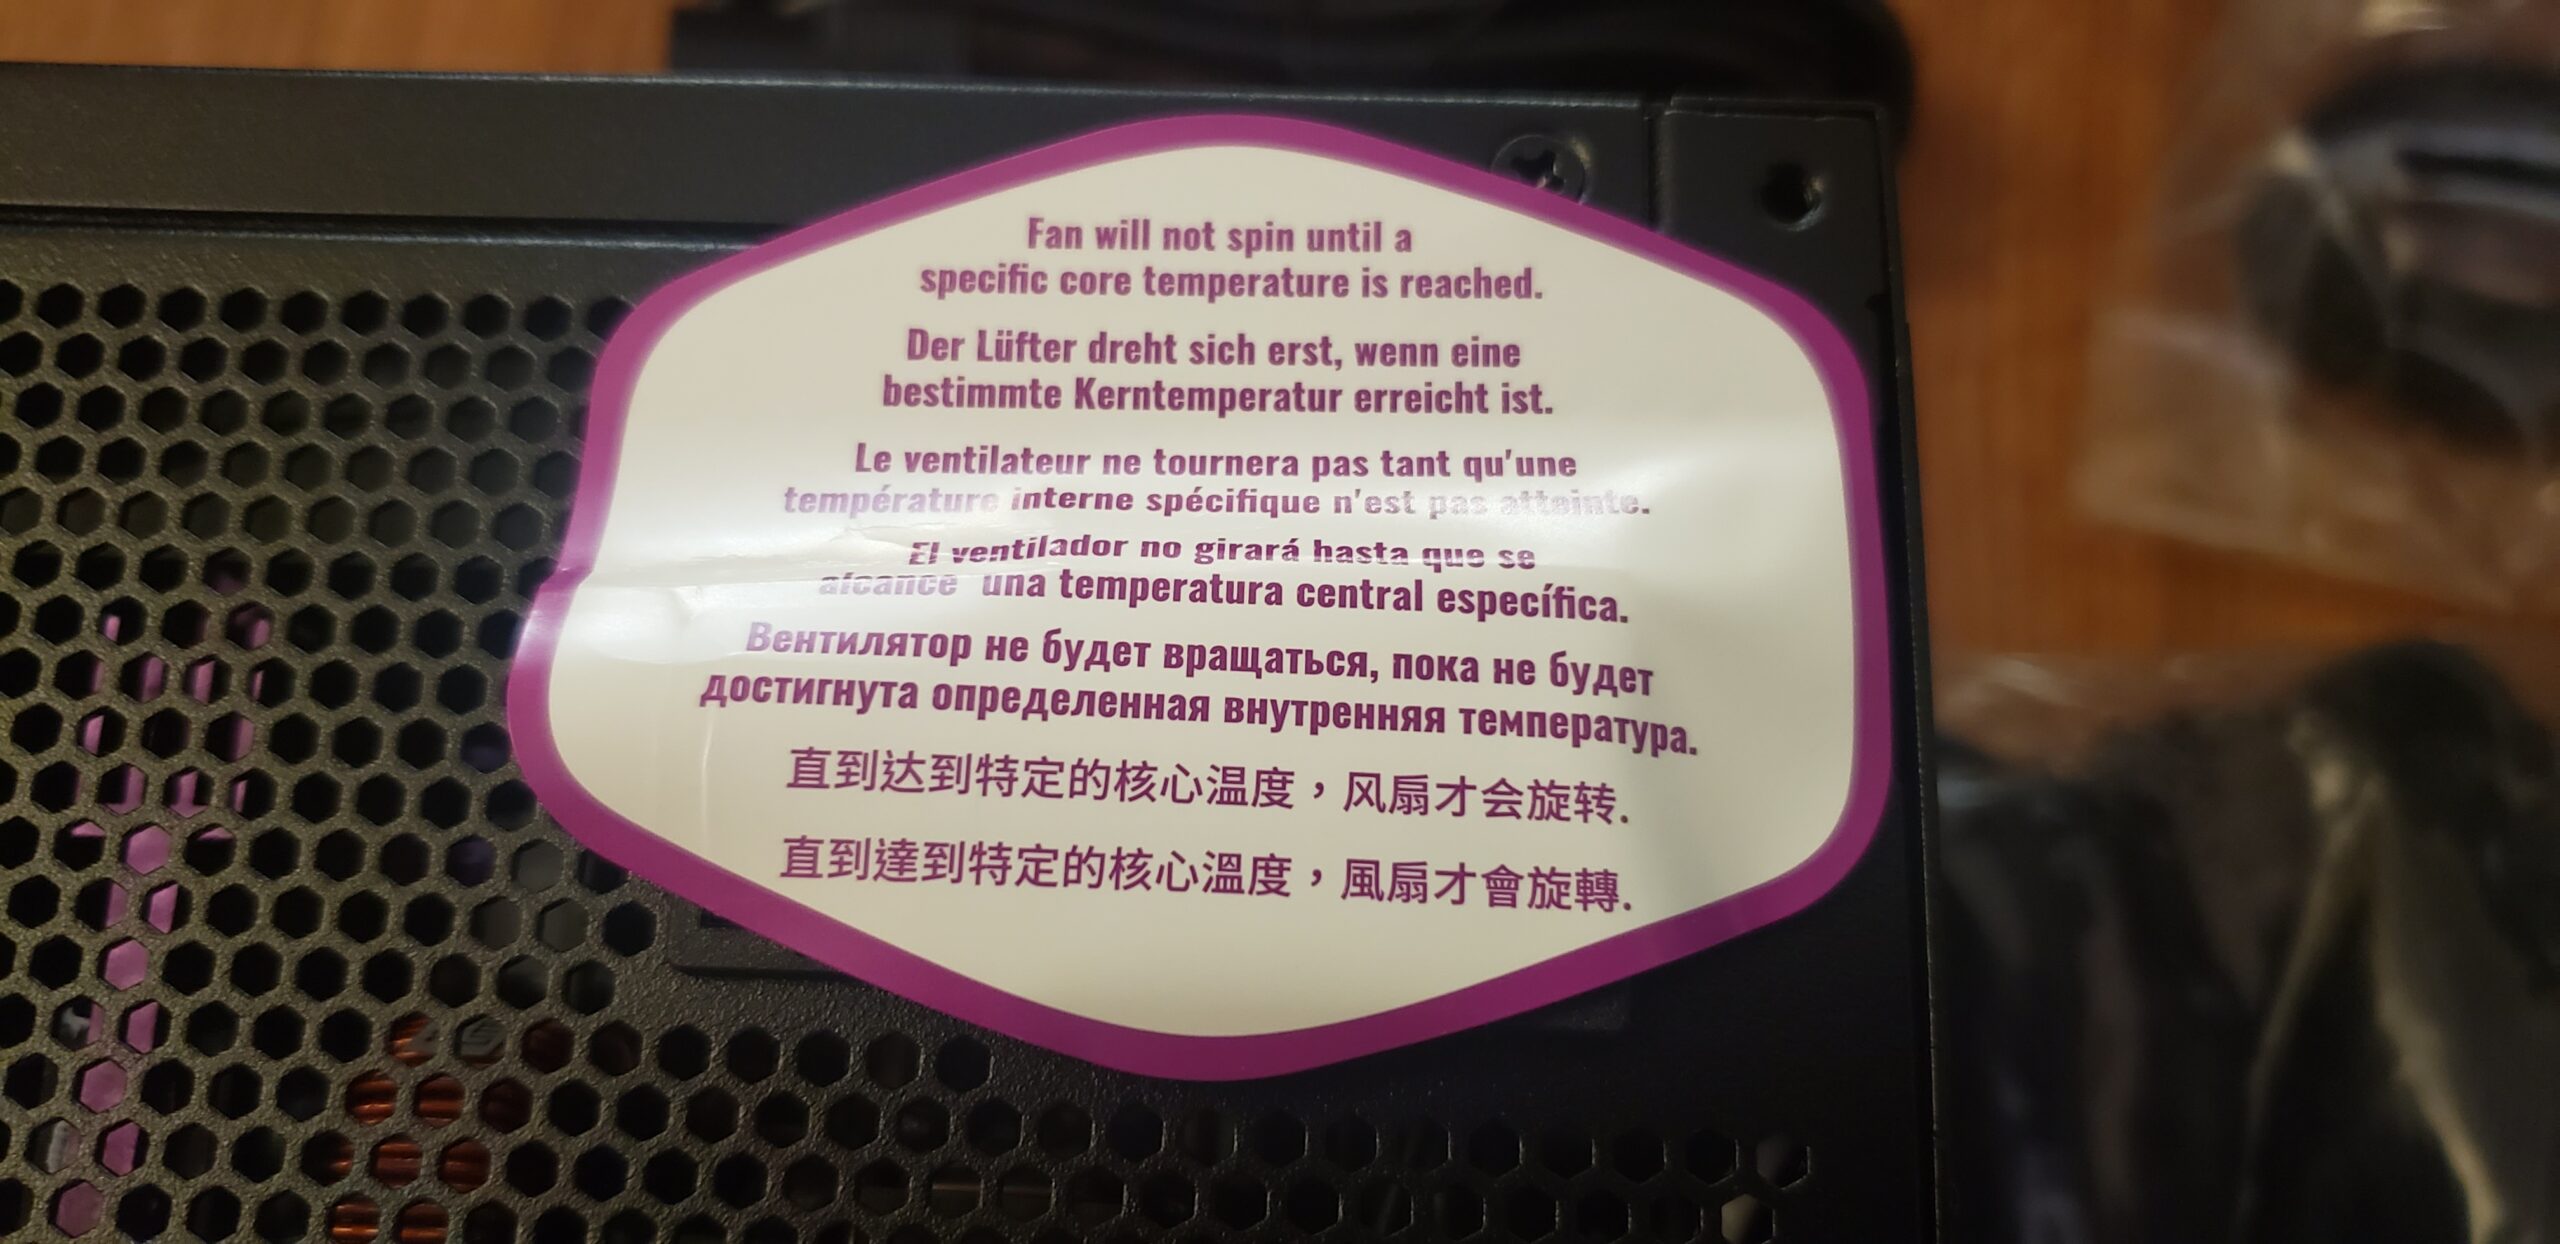 Fan will not spin until a
specific core temperature is reached.
Der Lüfter dreht sich erst, wenn eine
bestimmte Kerntemperatur erreicht ist.
Le ventilateur ne tournera pas tant qu'une
température interne spécifique n'est pas atteinte.
El ventilador no girará hasta que se
alcance una temperatura central específica.
Вентилятор не будет вращаться, пока не будет
достигнута определенная внутренняя температура.
直到达到特定的核心温度，风扇才会旋转.
直到達到特定的核心溫度，風扇才會旋轉.